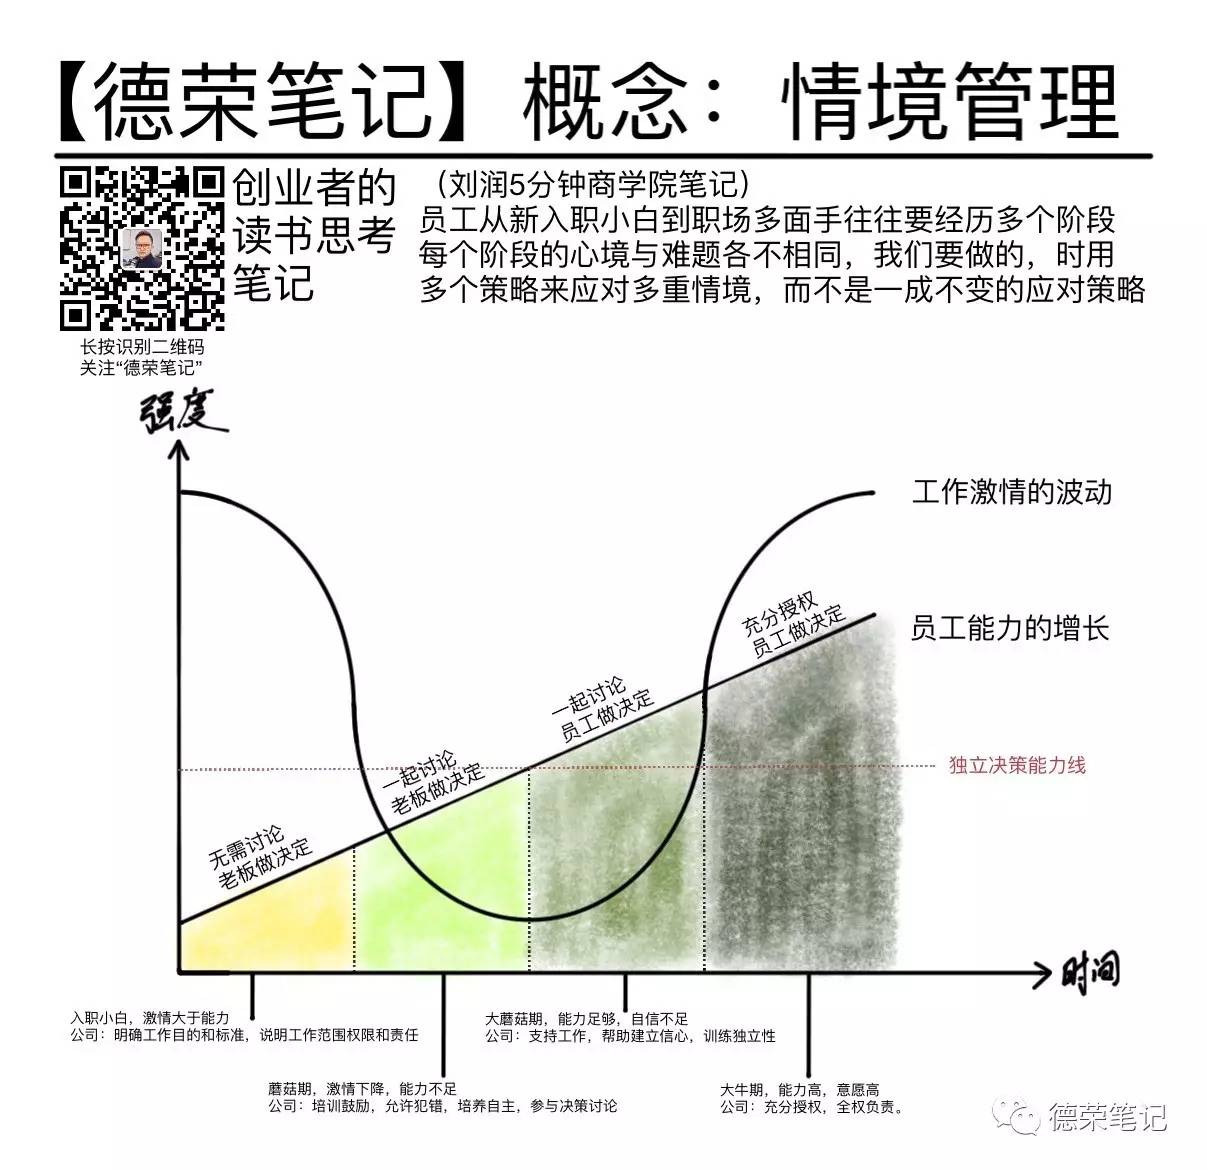 【德荣笔记】概念：情境管理
创业者的
读书思考
笔记
（刘润5分钟商学院笔记）
员工从新入职小白到职场多面手往往要经历多个阶段
每个阶段的心境与难题各不相同，我们要做的，时用
多个策略来应对多重情境，而不是一成不变的应对策略
长按识别二维码
关注“德荣笔记”
强度
工作激情的波动
充分授权
员工做决定
员工能力的增长
一起讨论
员工做决定
一起讨论
老板做决定
独立决策能力线
无需讨论
老板做决定
时间
入职小白，激情大于能力
公司：明确工作目的和标准，说明工作范围权限和责任
大蘑菇期，能力足够，自信不足
公司：支持工作，帮助建立信心，训练独立性
蘑菇期，激情下降，能力不足
公司：培训鼓励，允许犯错，培养自主，参与决策讨论
大牛期，能力高，意愿高
公司：充分授权，全权负责。
德荣笔记